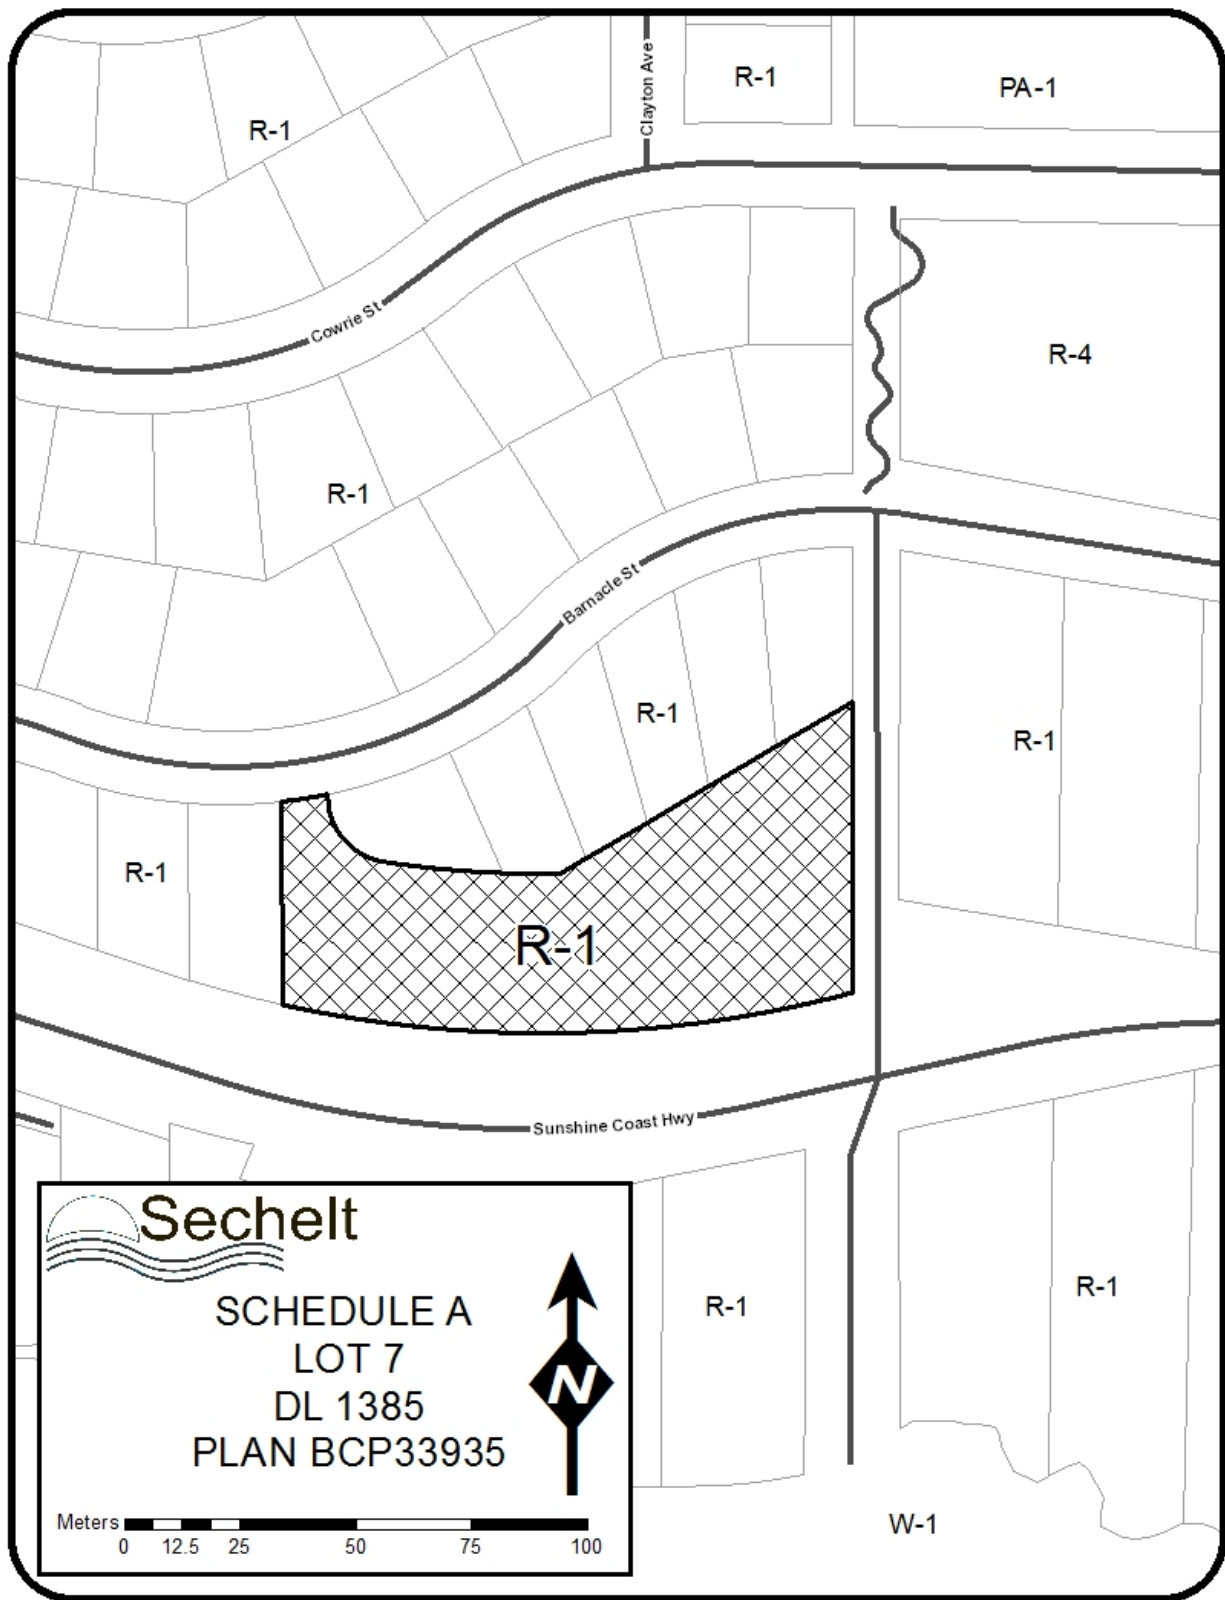 Clayton Ave
R-1
PA-1
R-1
Cowrie St
R-4
R-1
Barnacle St
R-1
R-1
R-1
R-1
Sunshine Coast Hwy
Sechelt
SCHEDULE A
LOT 7
DL 1385
PLAN BCP33935
N
Meters
0 12.5 25 50 75 100
R-1
R-1
W-1